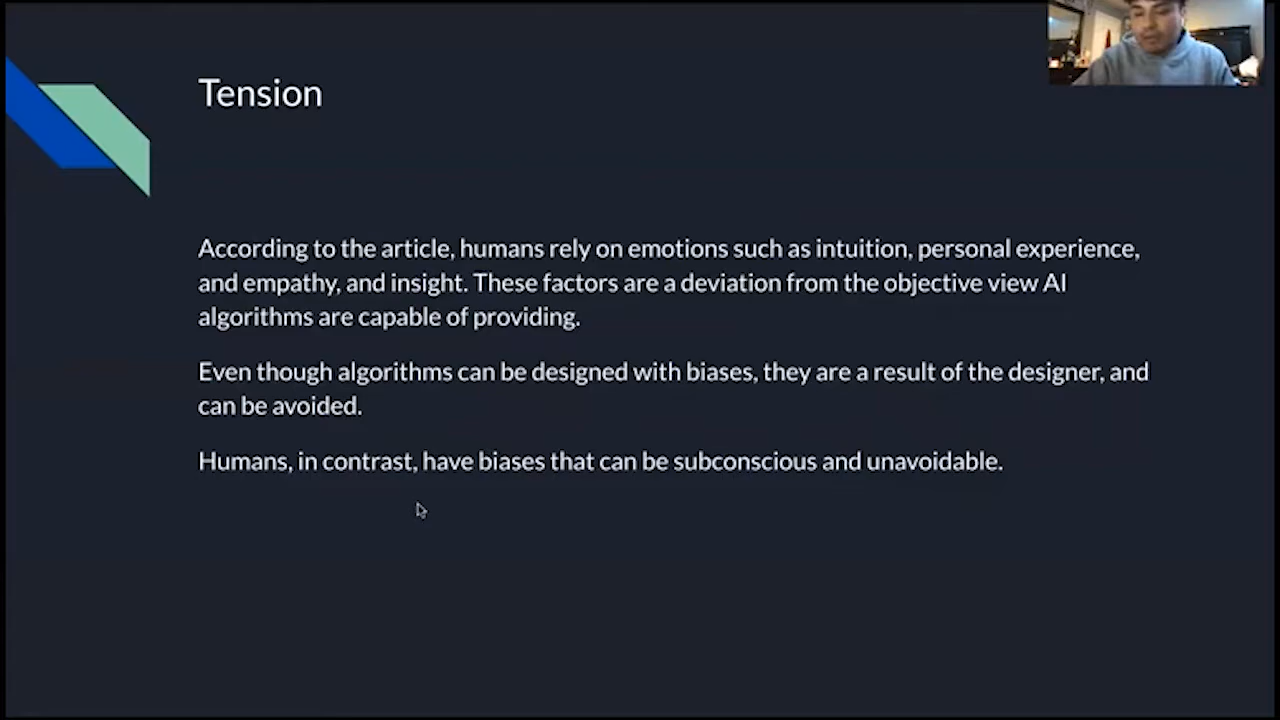 Tension
According to the article, humans rely on emotions such as intuition, personal experience,
and empathy, and insight. These factors are a deviation from the objective view AI
algorithms are capable of providing.
Even though algorithms can be designed with biases, they are a result of the designer, and
can be avoided.
Humans, in contrast, have biases that can be subconscious and unavoidable.